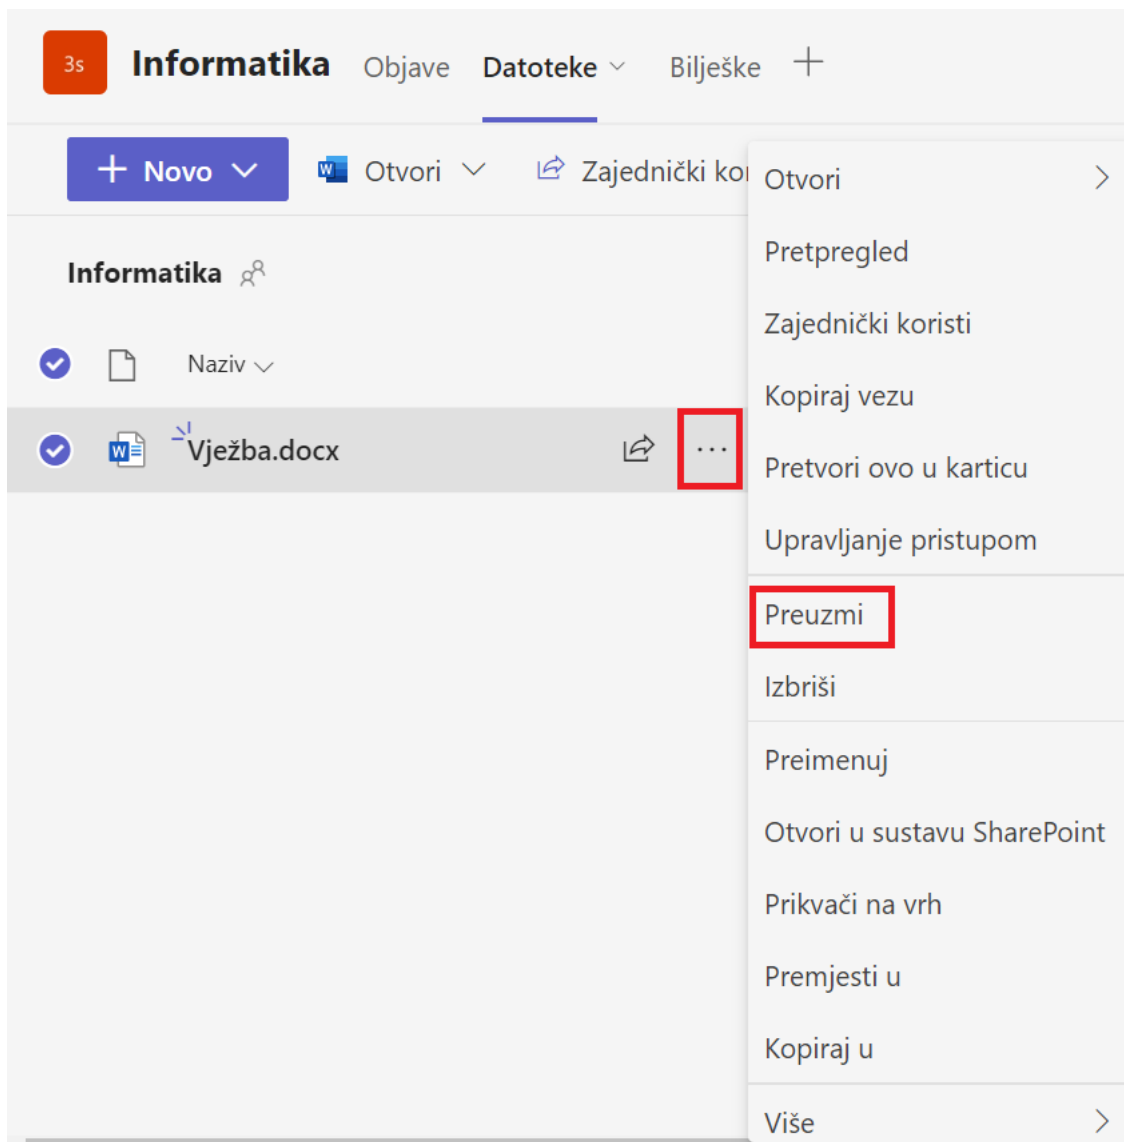 3s Informatika Objave Datoteke Bilješke
+ Novo Otvori Zajednički kor
Informatika
Naziv
Vježba.docx ...
Otvori
Pretpregled
Zajednički koristi
Kopiraj vezu
Pretvori ovo u karticu
Upravljanje pristupom
Preuzmi
Izbriši
Preimenuj
Otvori u sustavu SharePoint
Prikvači na vrh
Premjesti u
Kopiraj u
Više